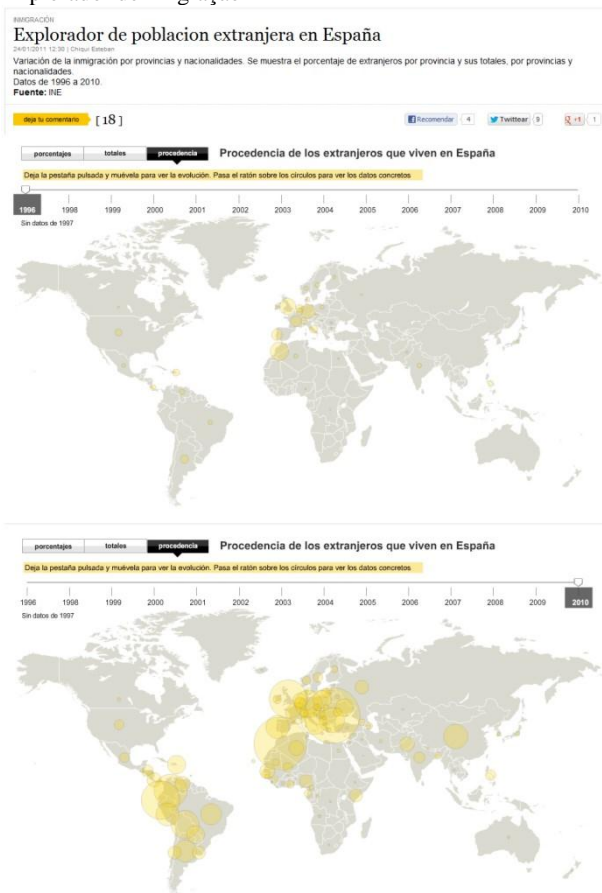 INMIGRACIÓN
Explorador de poblacion extranjera en España
24/01/2011 12:30 | Chiqui Esteban
Variación de la inmigración por provincias y nacionalidades. Se muestra el porcentaje de extranjeros por provincia y sus totales, por provincias y
nacionalidades.
Datos de 1996 a 2010.
Fuente: INE
deja tu comentario [ 18 ] Recomendar 4 Twittear 9 +1 1
porcentajes totales procedencia Procedencia de los extranjeros que viven en España
Deja la pestaña pulsada y muévela para ver la evolución. Pasa el ratón sobre los círculos para ver los datos concretos
1996 1998 1999 2000 2001 2002 2003 2004 2005 2006 2007 2008 2009 2010
Sin datos de 1997
porcentajes totales procedencia Procedencia de los extranjeros que viven en España
Deja la pestaña pulsada y muévela para ver la evolución. Pasa el ratón sobre los círculos para ver los datos concretos
1996 1998 1999 2000 2001 2002 2003 2004 2005 2006 2007 2008 2009 2010
Sin datos de 1997